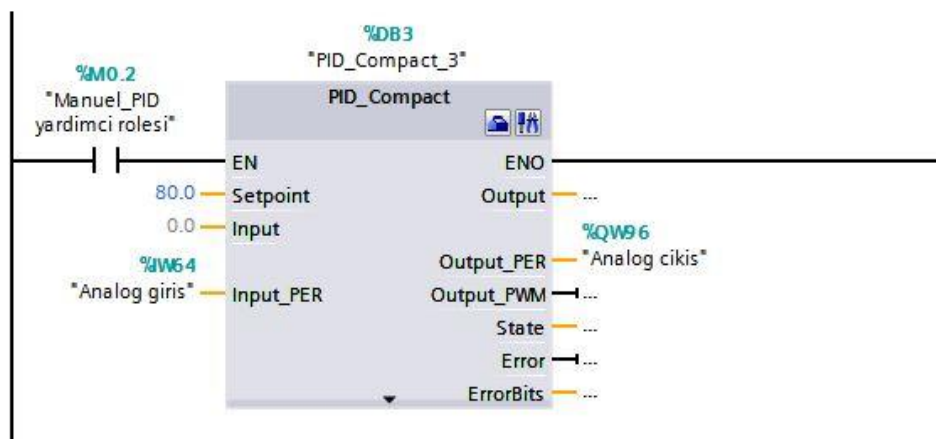 %DB3
"PID_Compact_3"
%M0.2
"Manuel_PID
yardimci rolesi"
PID_Compact
EN
ENO
80.0
Setpoint
Output
...
0.0
Input
%QW96
Output_PER
"Analog cikis"
%IW64
"Analog giris"
Input_PER
Output_PWM
...
State
...
Error
...
ErrorBits
...